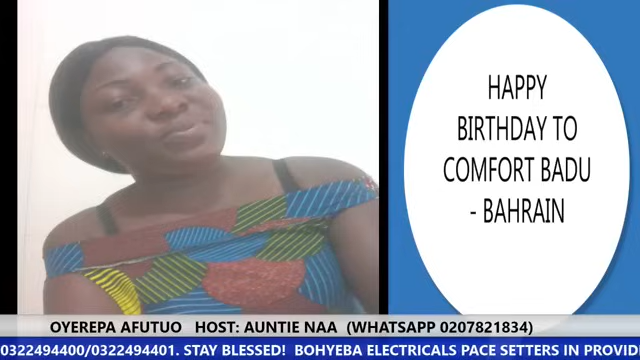 HAPPY
BIRTHDAY TO
COMFORT BADU
- BAHRAIN
OYEREPA AFUTUO HOST: AUNTIE NAA (WHATSAPP 0207821834)
0322494400/0322494401. STAY BLESSED! BOHYEBA ELECTRICALS PACE SETTERS IN PROVID